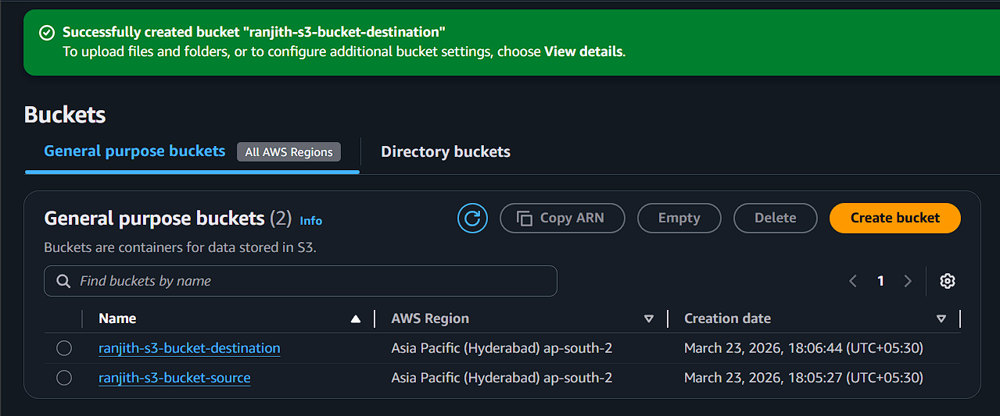 Successfully created bucket "ranjith-s3-bucket-destination"
To upload files and folders, or to configure additional bucket settings, choose View details.
Buckets
General purpose buckets All AWS Regions Directory buckets
General purpose buckets (2) Info Copy ARN Empty Delete Create bucket
Buckets are containers for data stored in S3.
Find buckets by name 1
Name AWS Region Creation date
ranjith-s3-bucket-destination Asia Pacific (Hyderabad) ap-south-2 March 23, 2026, 18:06:44 (UTC+05:30)
ranjith-s3-bucket-source Asia Pacific (Hyderabad) ap-south-2 March 23, 2026, 18:05:27 (UTC+05:30)